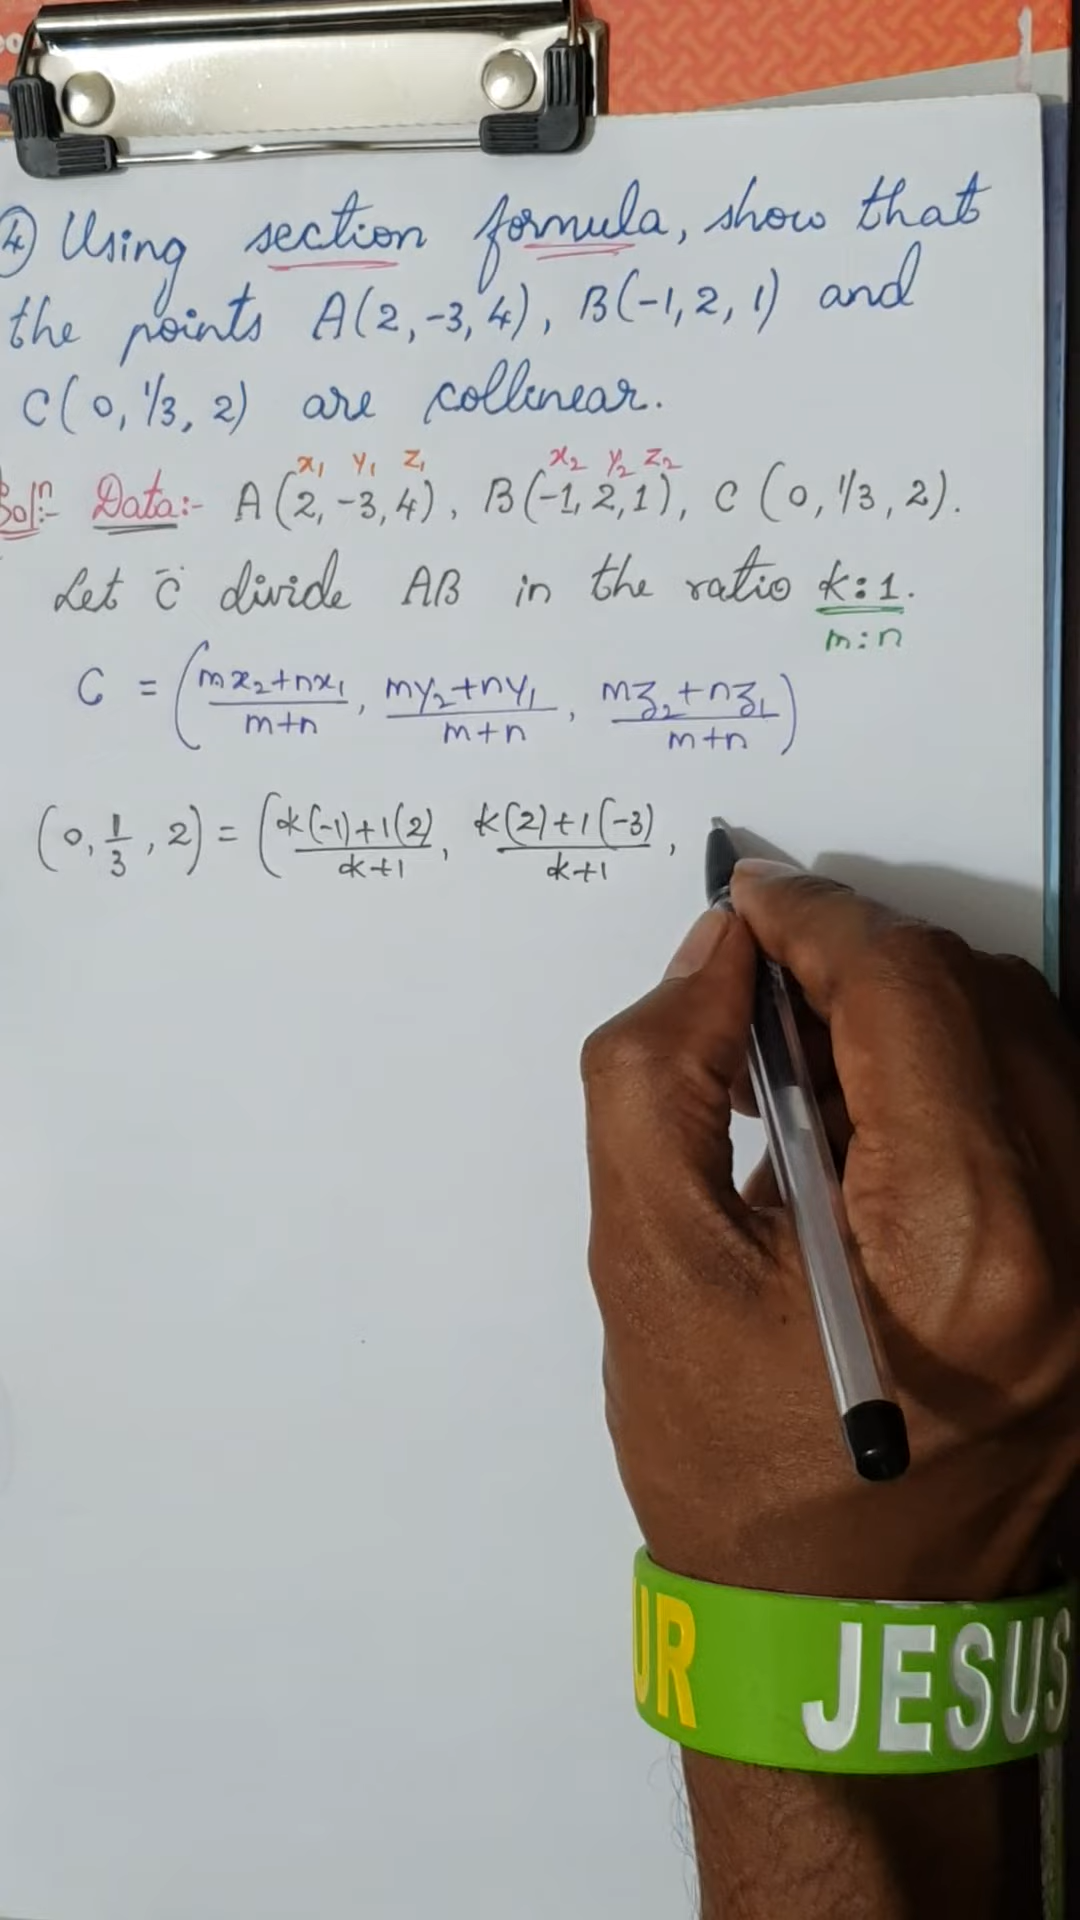 4) Using section formula, show that
the points A(2, -3, 4), B(-1, 2, 1) and
C(0, 1/3, 2) are collinear.
x₁ y₁ z₁ x₂ y₂ z₂
Solⁿ:- Data:- A(2, -3, 4), B(-1, 2, 1), C(0, 1/3, 2).
Let C divide AB in the ratio k:1.
m:n
C = ((mx₂+nx₁)/(m+n), (my₂+ny₁)/(m+n), (mz₂+nz₁)/(m+n))
(0, 1/3, 2) = ((k(-1)+1(2))/(k+1), (k(2)+1(-3))/(k+1),
UR JESUS